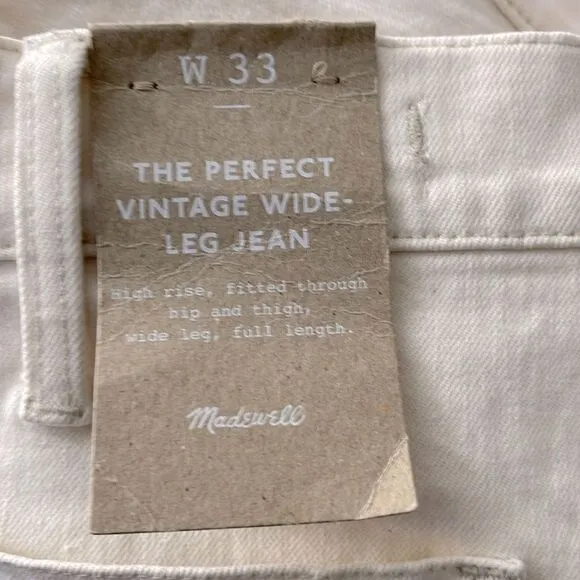 W 33
THE PERFECT
VINTAGE WIDE-
LEG JEAN
High rise, fitted through
hip and thigh,
wide leg, full length.
Madewell